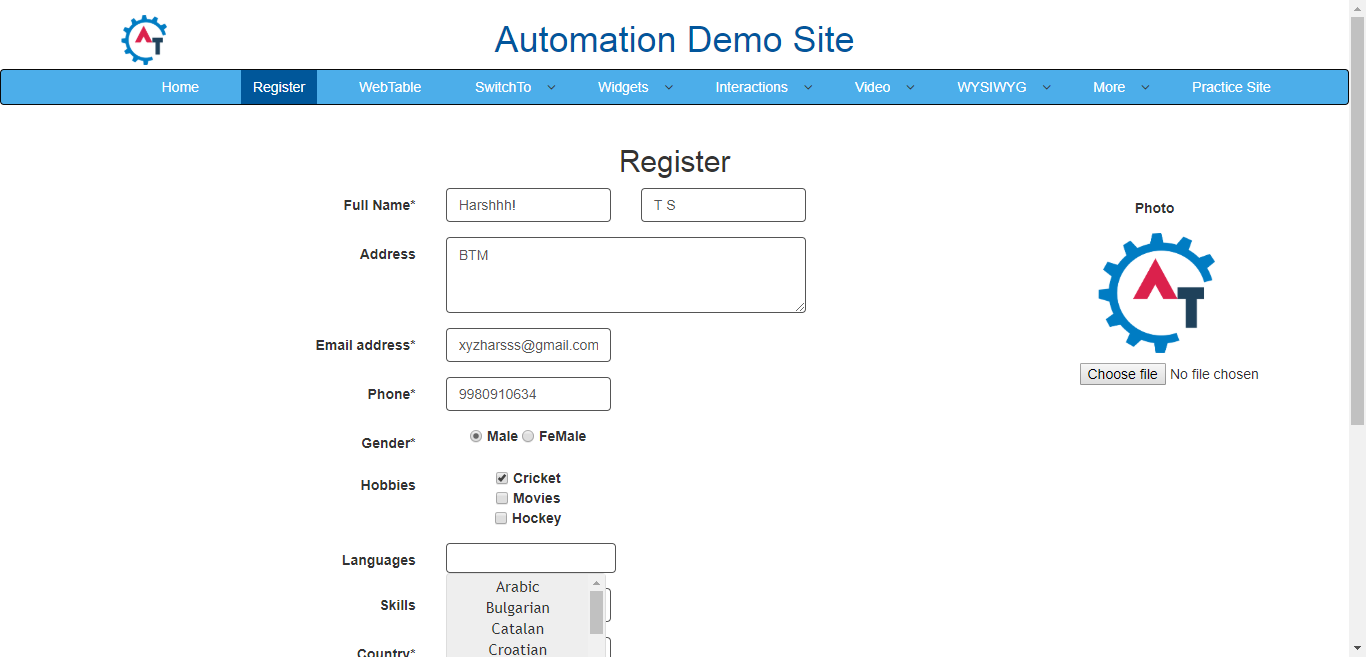 AT
Automation Demo Site
Home Register WebTable SwitchTo Widgets Interactions Video WYSIWYG More Practice Site
Register
Full Name* Harshhh! T S
Photo
Address BTM
AT
Email address* xyzharsss@gmail.com
Choose file No file chosen
Phone* 9980910634
Gender* Male FeMale
Hobbies Cricket
Movies
Hockey
Languages
Arabic
Skills Bulgarian
Catalan
Country* Croatian